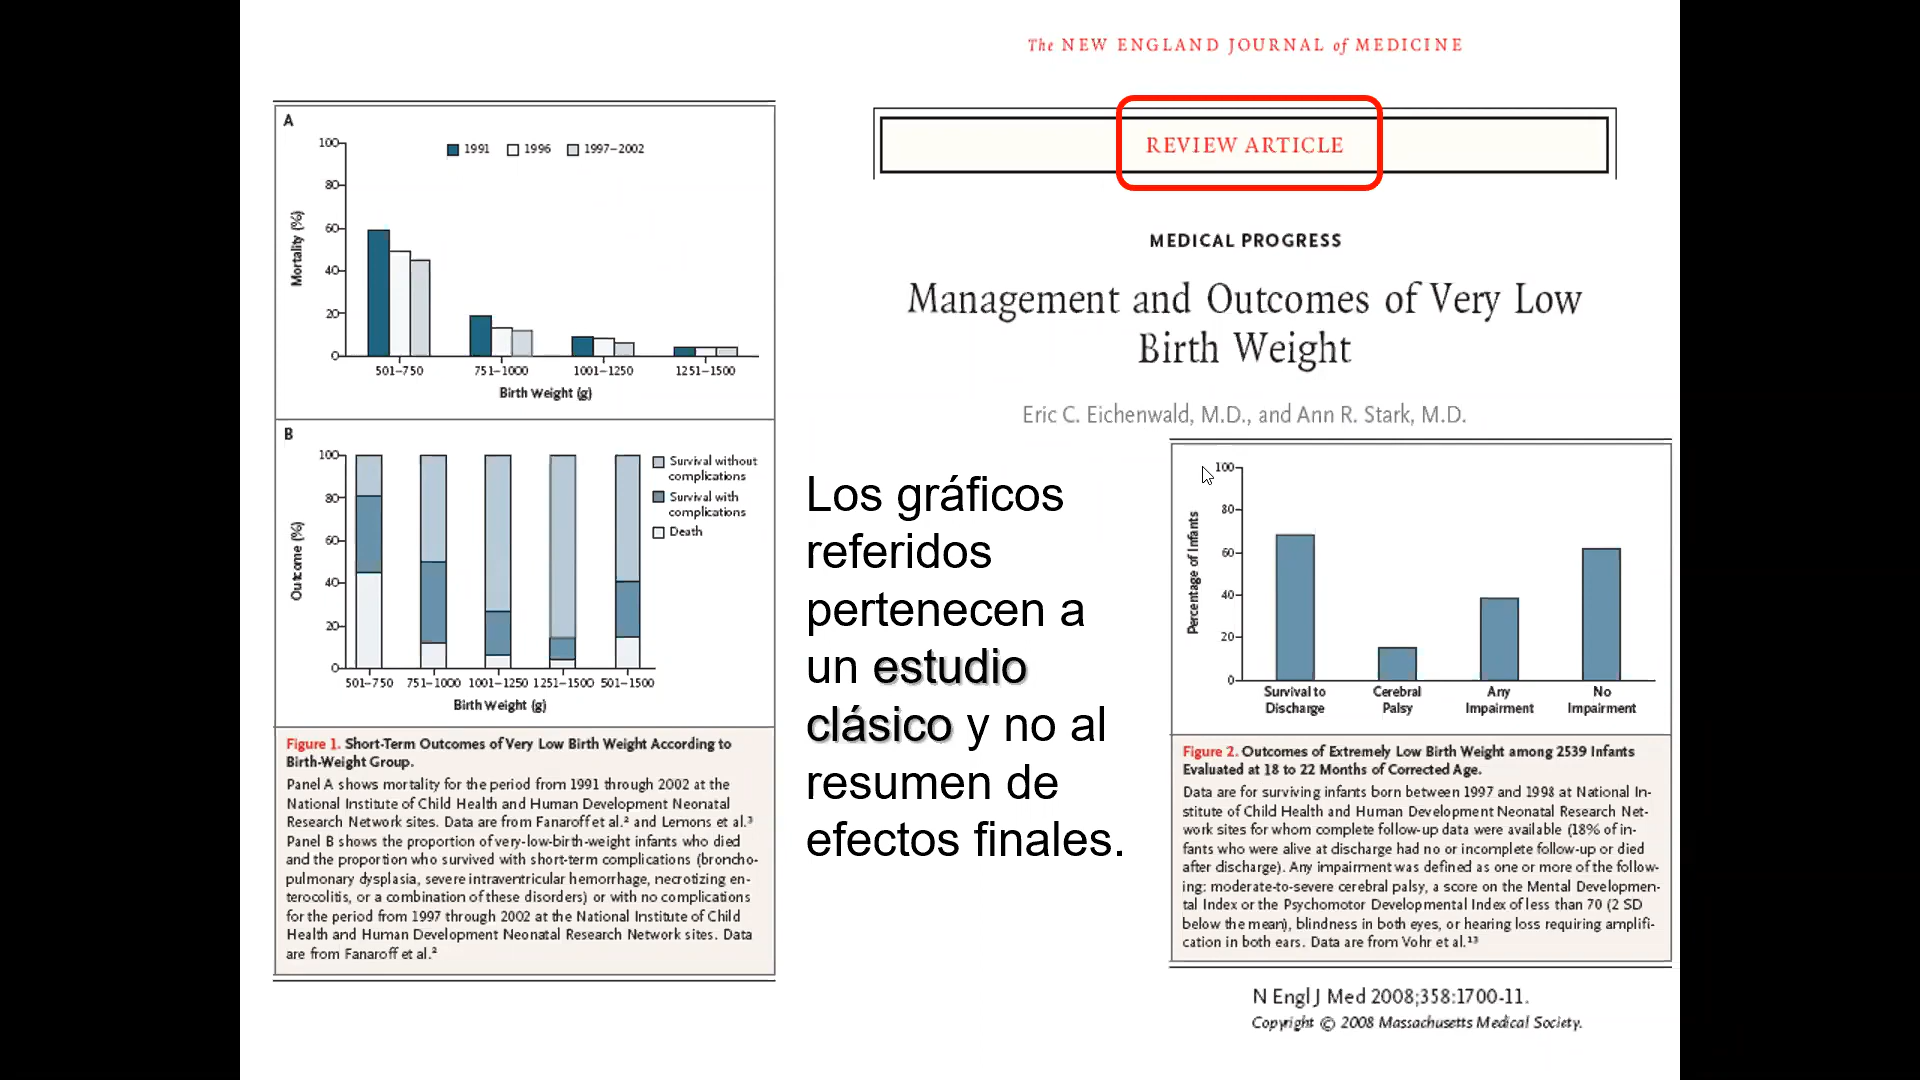 The NEW ENGLAND JOURNAL of MEDICINE
REVIEW ARTICLE
MEDICAL PROGRESS
Management and Outcomes of Very Low
Birth Weight
Eric C. Eichenwald, M.D., and Ann R. Stark, M.D.
A
1991 1996 1997–2002
100
80
60
40
20
0
Mortality (%)
501–750 751–1000 1001–1250 1251–1500
Birth Weight (g)
B
100
80
60
40
20
0
Outcome (%)
Survival without
complications
Survival with
complications
Death
501–750 751–1000 1001–1250 1251–1500 501–1500
Birth Weight (g)
Figure 1. Short-Term Outcomes of Very Low Birth Weight According to
Birth-Weight Group.
Panel A shows mortality for the period from 1991 through 2002 at the
National Institute of Child Health and Human Development Neonatal
Research Network sites. Data are from Fanaroff et al.² and Lemons et al.³
Panel B shows the proportion of very-low-birth-weight infants who died
and the proportion who survived with short-term complications (broncho-
pulmonary dysplasia, severe intraventricular hemorrhage, necrotizing en-
terocolitis, or a combination of these disorders) or with no complications
for the period from 1997 through 2002 at the National Institute of Child
Health and Human Development Neonatal Research Network sites. Data
are from Fanaroff et al.²
Los gráficos
referidos
pertenecen a
un estudio
clásico y no al
resumen de
efectos finales.
100
80
60
40
20
0
Percentage of Infants
Survival to Cerebral Any No
Discharge Palsy Impairment Impairment
Figure 2. Outcomes of Extremely Low Birth Weight among 2539 Infants
Evaluated at 18 to 22 Months of Corrected Age.
Data are for surviving infants born between 1997 and 1998 at National In-
stitute of Child Health and Human Development Neonatal Research Net-
work sites for whom complete follow-up data were available (18% of in-
fants who were alive at discharge had no or incomplete follow-up or died
after discharge). Any impairment was defined as one or more of the follow-
ing: moderate-to-severe cerebral palsy, a score on the Mental Developmen-
tal Index or the Psychomotor Developmental Index of less than 70 (2 SD
below the mean), blindness in both eyes, or hearing loss requiring amplifi-
cation in both ears. Data are from Vohr et al.¹³
N Engl J Med 2008;358:1700-11.
Copyright © 2008 Massachusetts Medical Society.